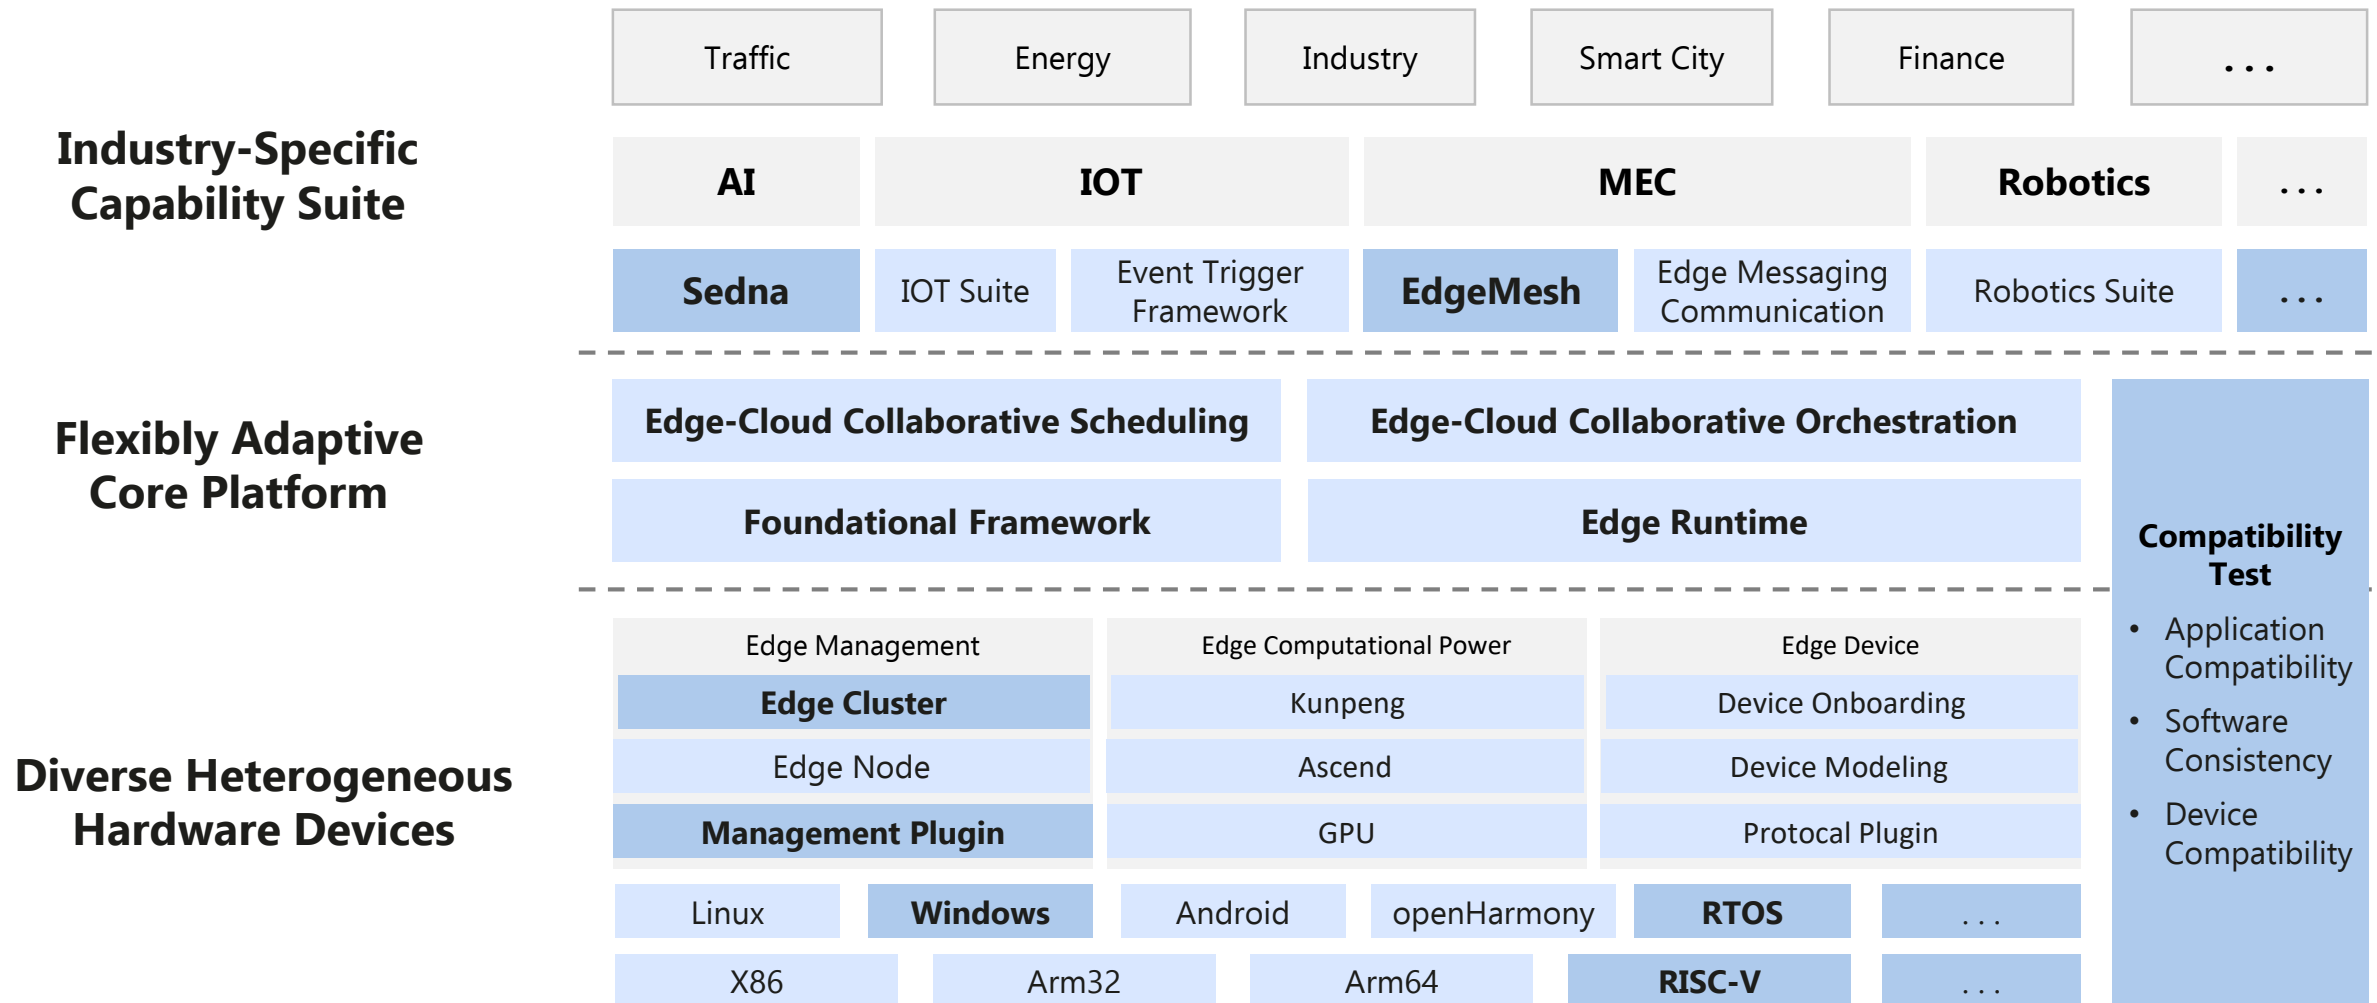 Traffic
Energy
Industry
Smart City
Finance
...
Industry-Specific
Capability Suite
AI
IOT
MEC
Robotics
...
Sedna
IOT Suite
Event Trigger
Framework
EdgeMesh
Edge Messaging
Communication
Robotics Suite
...
Flexibly Adaptive
Core Platform
Edge-Cloud Collaborative Scheduling
Edge-Cloud Collaborative Orchestration
Foundational Framework
Edge Runtime
Compatibility
Test
• Application
Compatibility
• Software
Consistency
• Device
Compatibility
Diverse Heterogeneous
Hardware Devices
Edge Management
Edge Cluster
Edge Node
Management Plugin
Edge Computational Power
Kunpeng
Ascend
GPU
Edge Device
Device Onboarding
Device Modeling
Protocal Plugin
Linux
Windows
Android
openHarmony
RTOS
...
X86
Arm32
Arm64
RISC-V
...